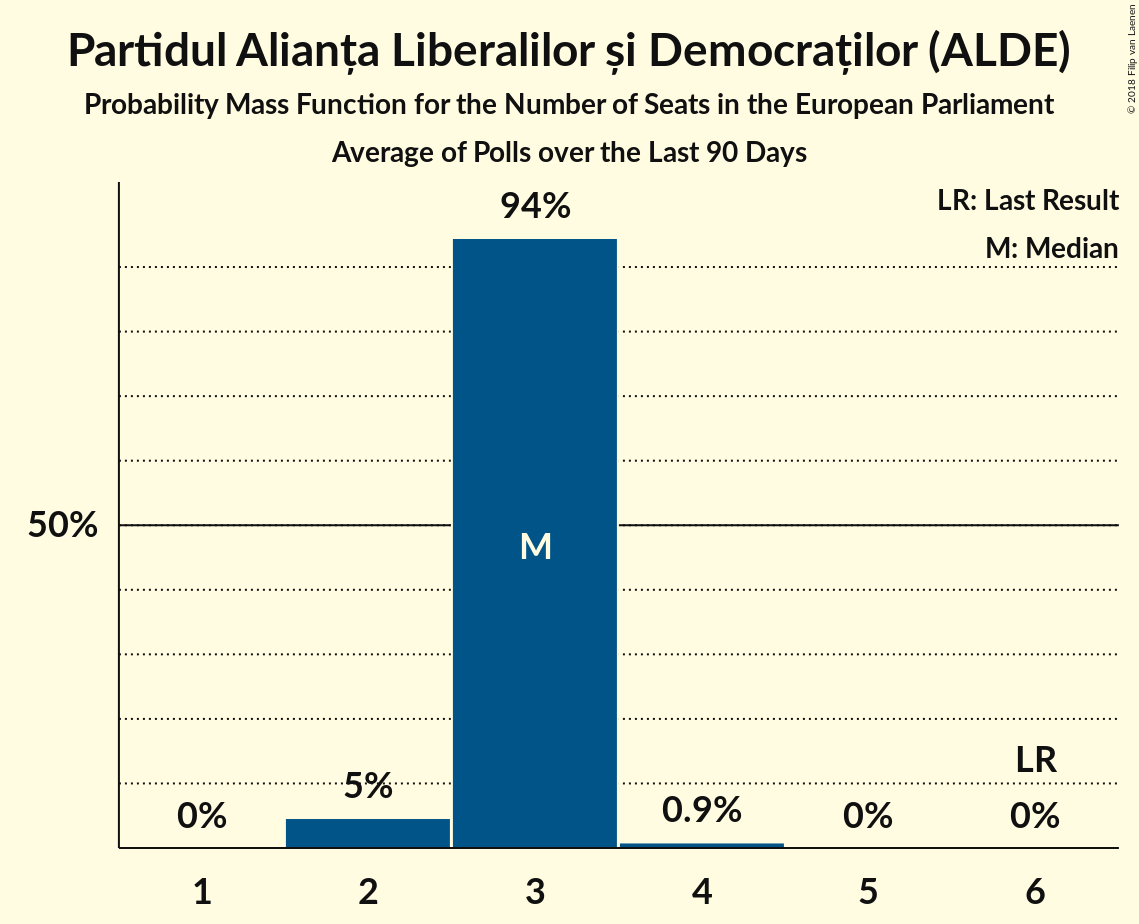 Partidul Alianța Liberalilor și Democraților (ALDE)
Probability Mass Function for the Number of Seats in the European Parliament
Average of Polls over the Last 90 Days
© 2018 Filip van Laenen
LR: Last Result
M: Median
94%
50%
M
LR
0%
5%
0.9%
0%
0%
1
2
3
4
5
6